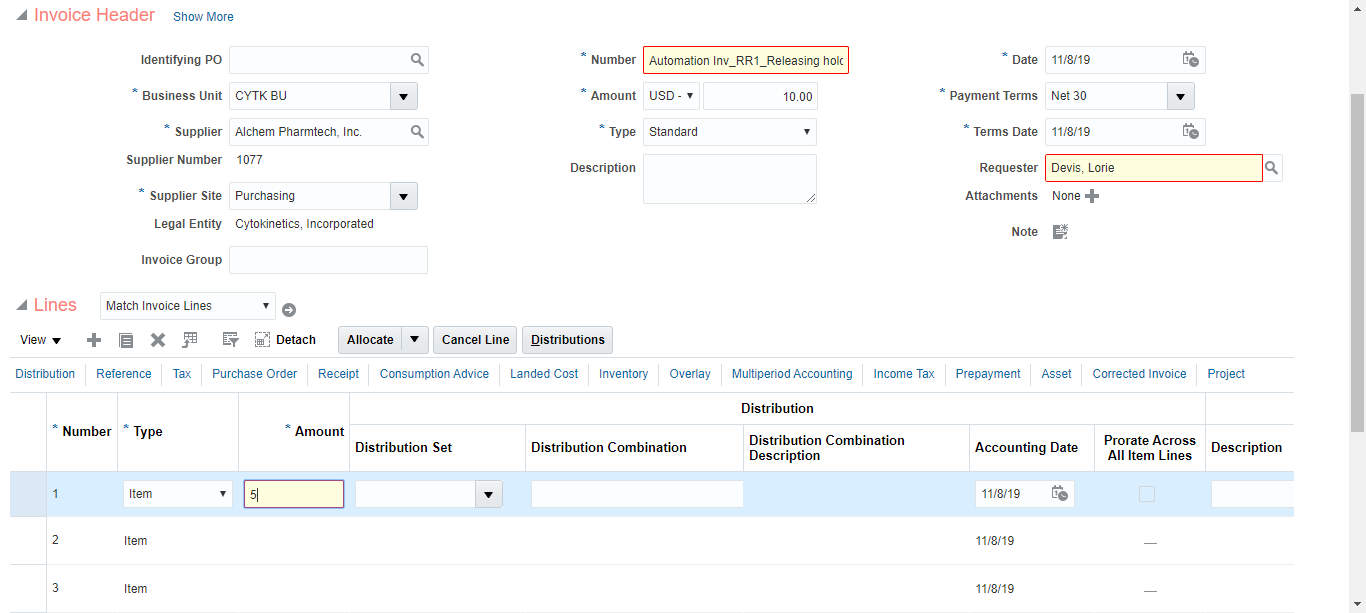 Invoice Header Show More
Identifying PO
* Number Automation Inv_RR1_Releasing hold
* Date 11/8/19
* Business Unit CYTK BU
* Amount USD - 10.00
* Payment Terms Net 30
* Supplier Alchem Pharmtech, Inc.
* Type Standard
* Terms Date 11/8/19
Supplier Number 1077
Description
Requester Devis, Lorie
* Supplier Site Purchasing
Attachments None
Legal Entity Cytokinetics, Incorporated
Note
Invoice Group
Lines Match Invoice Lines
View Detach Allocate Cancel Line Distributions
Distribution Reference Tax Purchase Order Receipt Consumption Advice Landed Cost Inventory Overlay Multiperiod Accounting Income Tax Prepayment Asset Corrected Invoice Project
Distribution
* Number * Type * Amount Distribution Set Distribution Combination Distribution Combination Description Accounting Date Prorate Across All Item Lines Description
1 Item 5 11/8/19
2 Item 11/8/19 —
3 Item 11/8/19 —